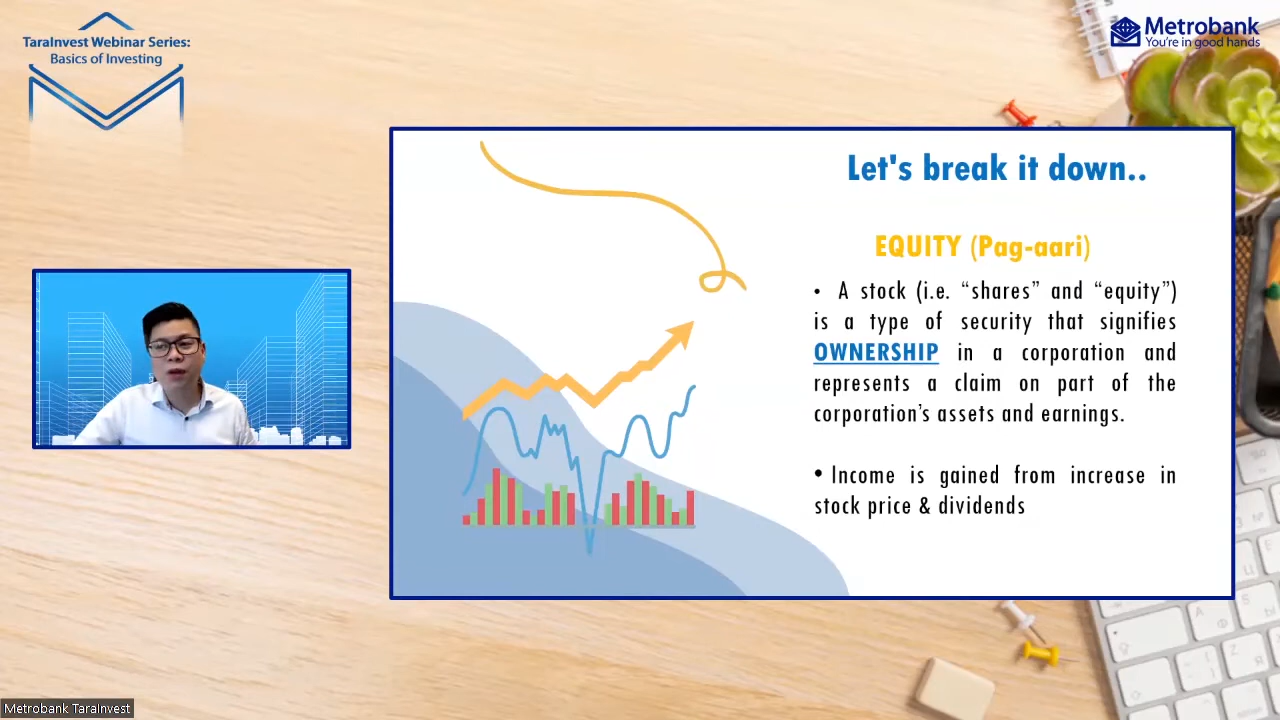 TaraInvest Webinar Series:
Basics of Investing
Metrobank
You're in good hands
Let's break it down..
EQUITY (Pag-aari)
• A stock (i.e. “shares” and “equity”)
is a type of security that signifies
OWNERSHIP in a corporation and
represents a claim on part of the
corporation’s assets and earnings.
• Income is gained from increase in
stock price & dividends
Metrobank TaraInvest